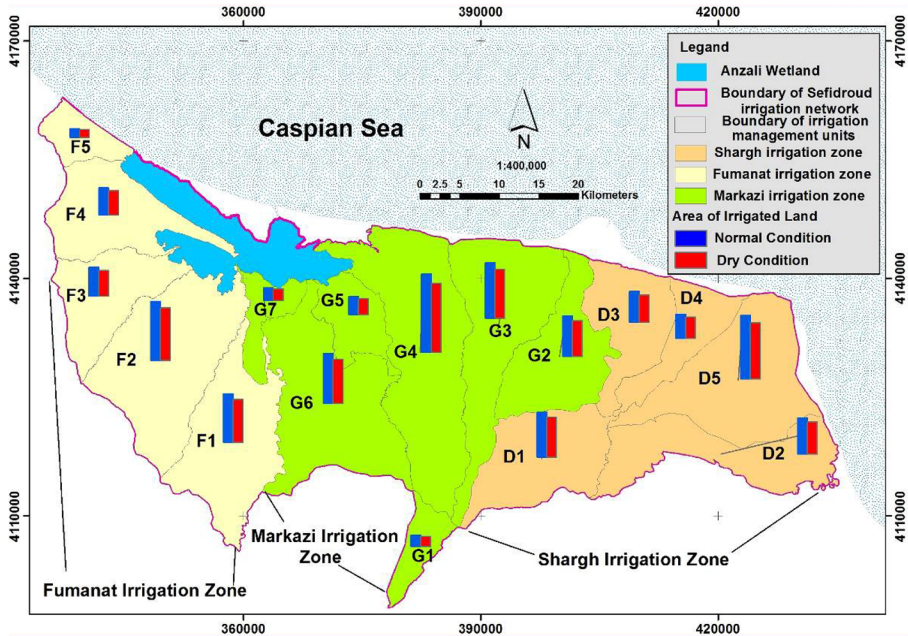 360000
390000
420000
4170000
4170000
Legand
Anzali Wetland
Boundary of Sefidroud
irrigation network
Boundary of irrigation
management units
Shargh irrigation zone
Fumanat irrigation zone
Markazi irrigation zone
Area of Irrigated Land
Normal Condition
Dry Condition
Caspian Sea
N
1:400,000
0 2.5 5 10 15 20
Kilometers
F5
F4
F3
F2
F1
G7
G5
G4
G3
G2
G6
G1
D3
D4
D5
D1
D2
4140000
4140000
4110000
4110000
Markazi Irrigation
Zone
Shargh Irrigation Zone
Fumanat Irrigation Zone
360000
390000
420000